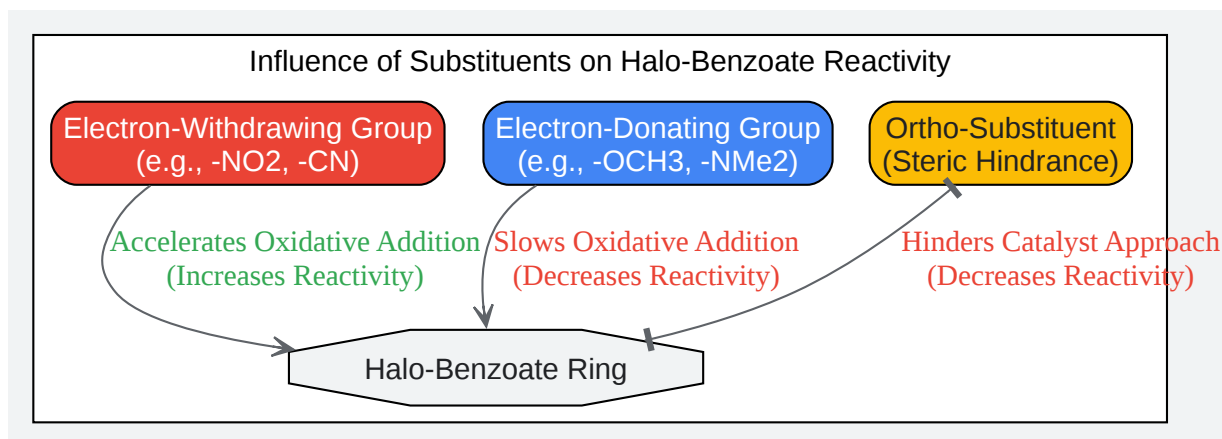 Influence of Substituents on Halo-Benzoate Reactivity
Electron-Withdrawing Group
(e.g., -NO2, -CN)
Electron-Donating Group
(e.g., -OCH3, -NMe2)
Ortho-Substituent
(Steric Hindrance)
Accelerates Oxidative Addition
(Increases Reactivity)
Slows Oxidative Addition
(Decreases Reactivity)
Hinders Catalyst Approach
(Decreases Reactivity)
Halo-Benzoate Ring